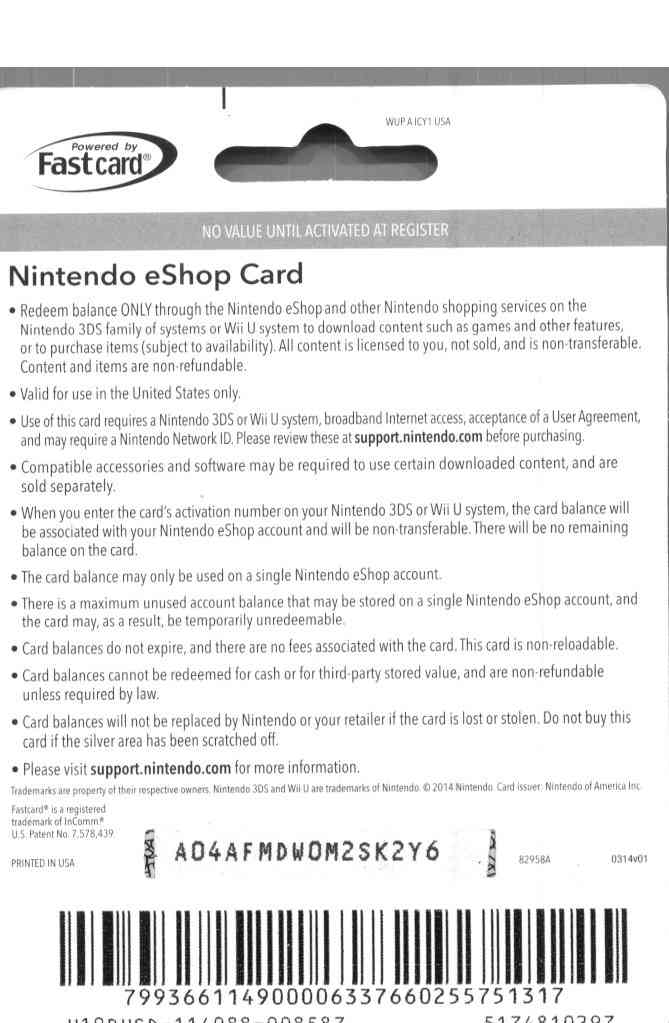 WUP A ICY1 USA
Powered by
Fastcard®
NO VALUE UNTIL ACTIVATED AT REGISTER
Nintendo eShop Card
• Redeem balance ONLY through the Nintendo eShop and other Nintendo shopping services on the
Nintendo 3DS family of systems or Wii U system to download content such as games and other features,
or to purchase items (subject to availability). All content is licensed to you, not sold, and is non-transferable.
Content and items are non-refundable.
• Valid for use in the United States only.
• Use of this card requires a Nintendo 3DS or Wii U system, broadband Internet access, acceptance of a User Agreement,
and may require a Nintendo Network ID. Please review these at support.nintendo.com before purchasing.
• Compatible accessories and software may be required to use certain downloaded content, and are
sold separately.
• When you enter the card's activation number on your Nintendo 3DS or Wii U system, the card balance will
be associated with your Nintendo eShop account and will be non-transferable. There will be no remaining
balance on the card.
• The card balance may only be used on a single Nintendo eShop account.
• There is a maximum unused account balance that may be stored on a single Nintendo eShop account, and
the card may, as a result, be temporarily unredeemable.
• Card balances do not expire, and there are no fees associated with the card. This card is non-reloadable.
• Card balances cannot be redeemed for cash or for third-party stored value, and are non-refundable
unless required by law.
• Card balances will not be replaced by Nintendo or your retailer if the card is lost or stolen. Do not buy this
card if the silver area has been scratched off.
• Please visit support.nintendo.com for more information.
Trademarks are property of their respective owners. Nintendo 3DS and Wii U are trademarks of Nintendo. © 2014 Nintendo. Card issuer: Nintendo of America Inc.
Fastcard® is a registered
trademark of InComm.®
U.S. Patent No. 7,578,439
PRINTED IN USA
A04AFMDW0M2SK2Y6
82958A
0314v01
799366114900006337660255751317